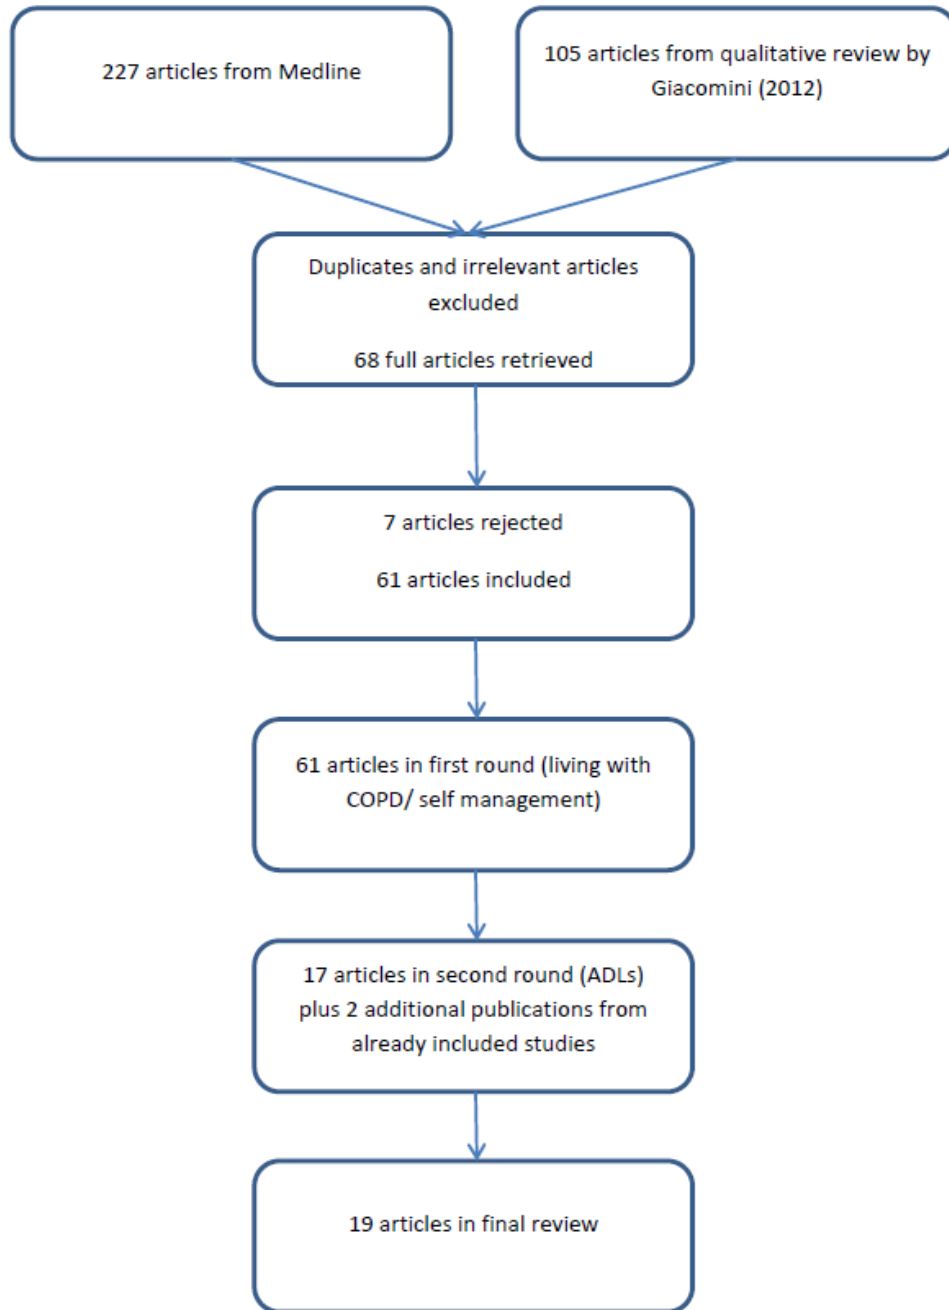 227 articles from Medline
105 articles from qualitative review by
Giacomini (2012)
Duplicates and irrelevant articles
excluded
68 full articles retrieved
7 articles rejected
61 articles included
61 articles in first round (living with
COPD/ self management)
17 articles in second round (ADLs)
plus 2 additional publications from
already included studies
19 articles in final review